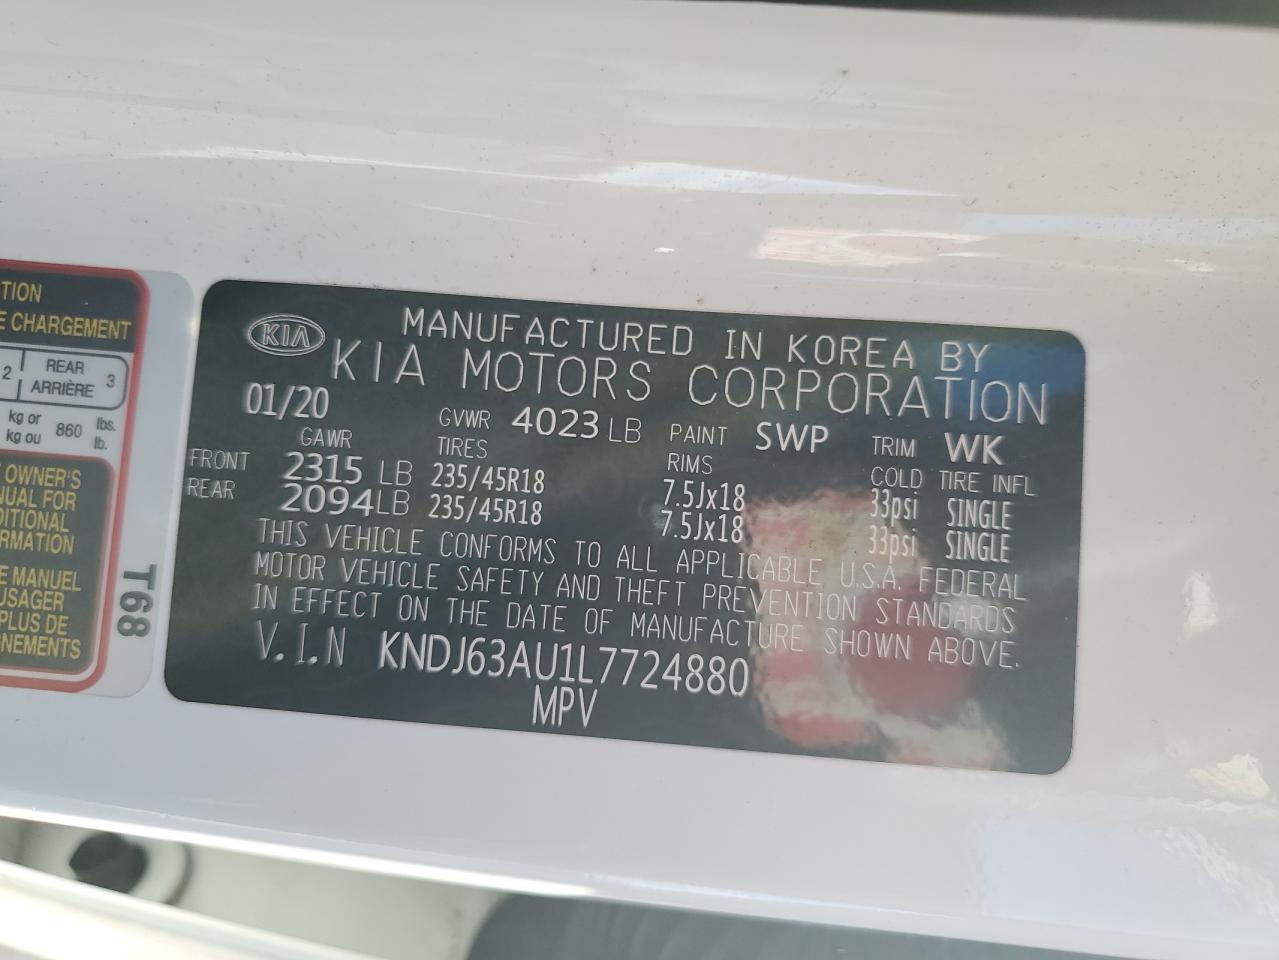 TION
E CHARGEMENT
2 REAR 3
ARRIÈRE
kg or 860 lbs.
kg ou lb.
OWNER'S
NUAL FOR
DITIONAL
RMATION
E MANUEL
USAGER
PLUS DE
GNEMENTS
T68
KIA
MANUFACTURED IN KOREA BY
KIA MOTORS CORPORATION
01/20 GVWR 4023 LB PAINT SWP TRIM WK
GAWR TIRES RIMS COLD TIRE INFL
FRONT 2315 LB 235/45R18 7.5Jx18 33psi SINGLE
REAR 2094LB 235/45R18 7.5Jx18 33psi SINGLE
THIS VEHICLE CONFORMS TO ALL APPLICABLE U.S.A. FEDERAL
MOTOR VEHICLE SAFETY AND THEFT PREVENTION STANDARDS
IN EFFECT ON THE DATE OF MANUFACTURE SHOWN ABOVE.
V.I.N KNDJ63AU1L7724880
MPV